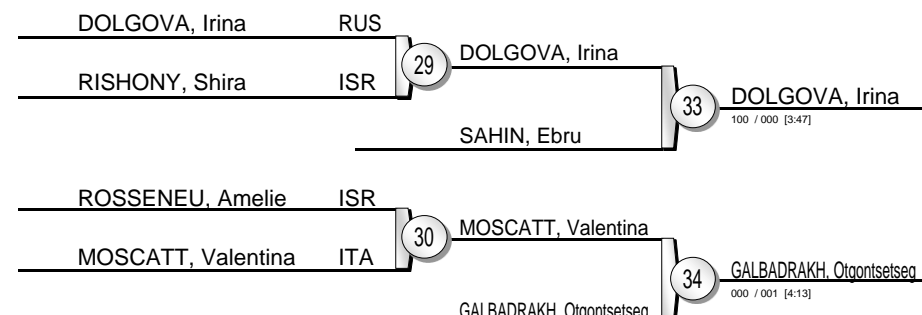 DOLGOVA, Irina RUS
29
DOLGOVA, Irina
RISHONY, Shira ISR
33
DOLGOVA, Irina
100 / 000 [3:47]
SAHIN, Ebru
ROSSENEU, Amelie ISR
30
MOSCATT, Valentina
MOSCATT, Valentina ITA
34
GALBADRAKH, Otgontsetseg
000 / 001 [4:13]
GALBADRAKH, Otgontsetseg